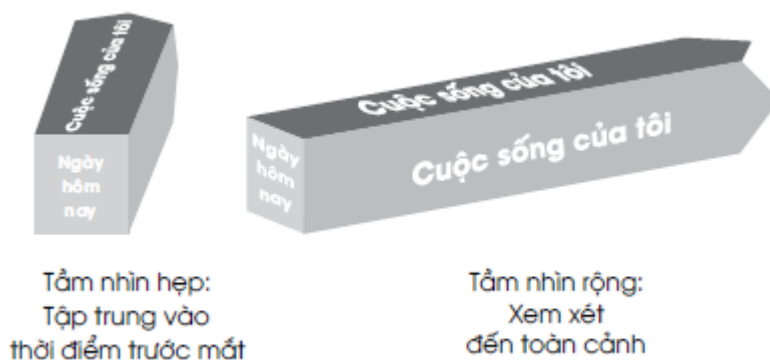 Cuộc sống của tôi
Ngày
hôm
nay
Cuộc sống của tôi
Ngày
hôm
nay
Cuộc sống của tôi
Tầm nhìn hẹp:
Tập trung vào
thời điểm trước mắt
Tầm nhìn rộng:
Xem xét
đến toàn cảnh